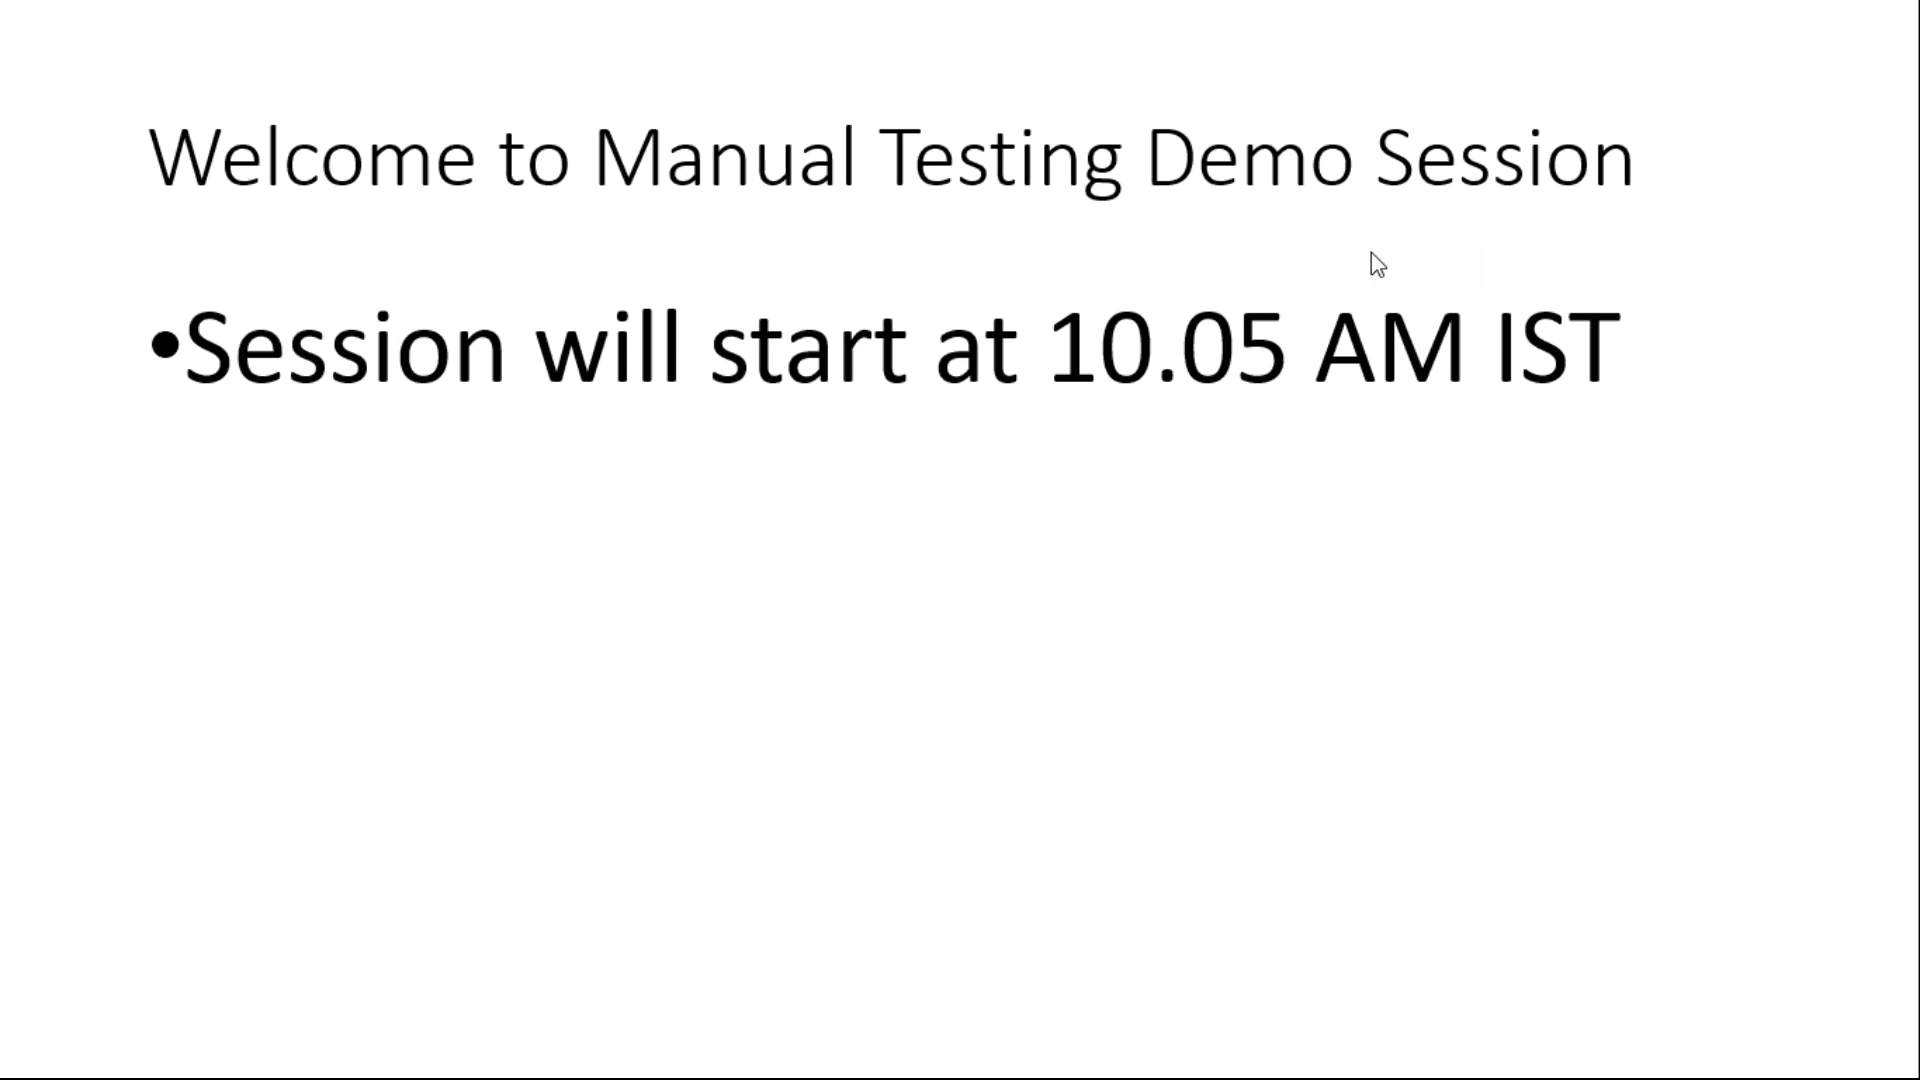 Welcome to Manual Testing Demo Session
•Session will start at 10.05 AM IST